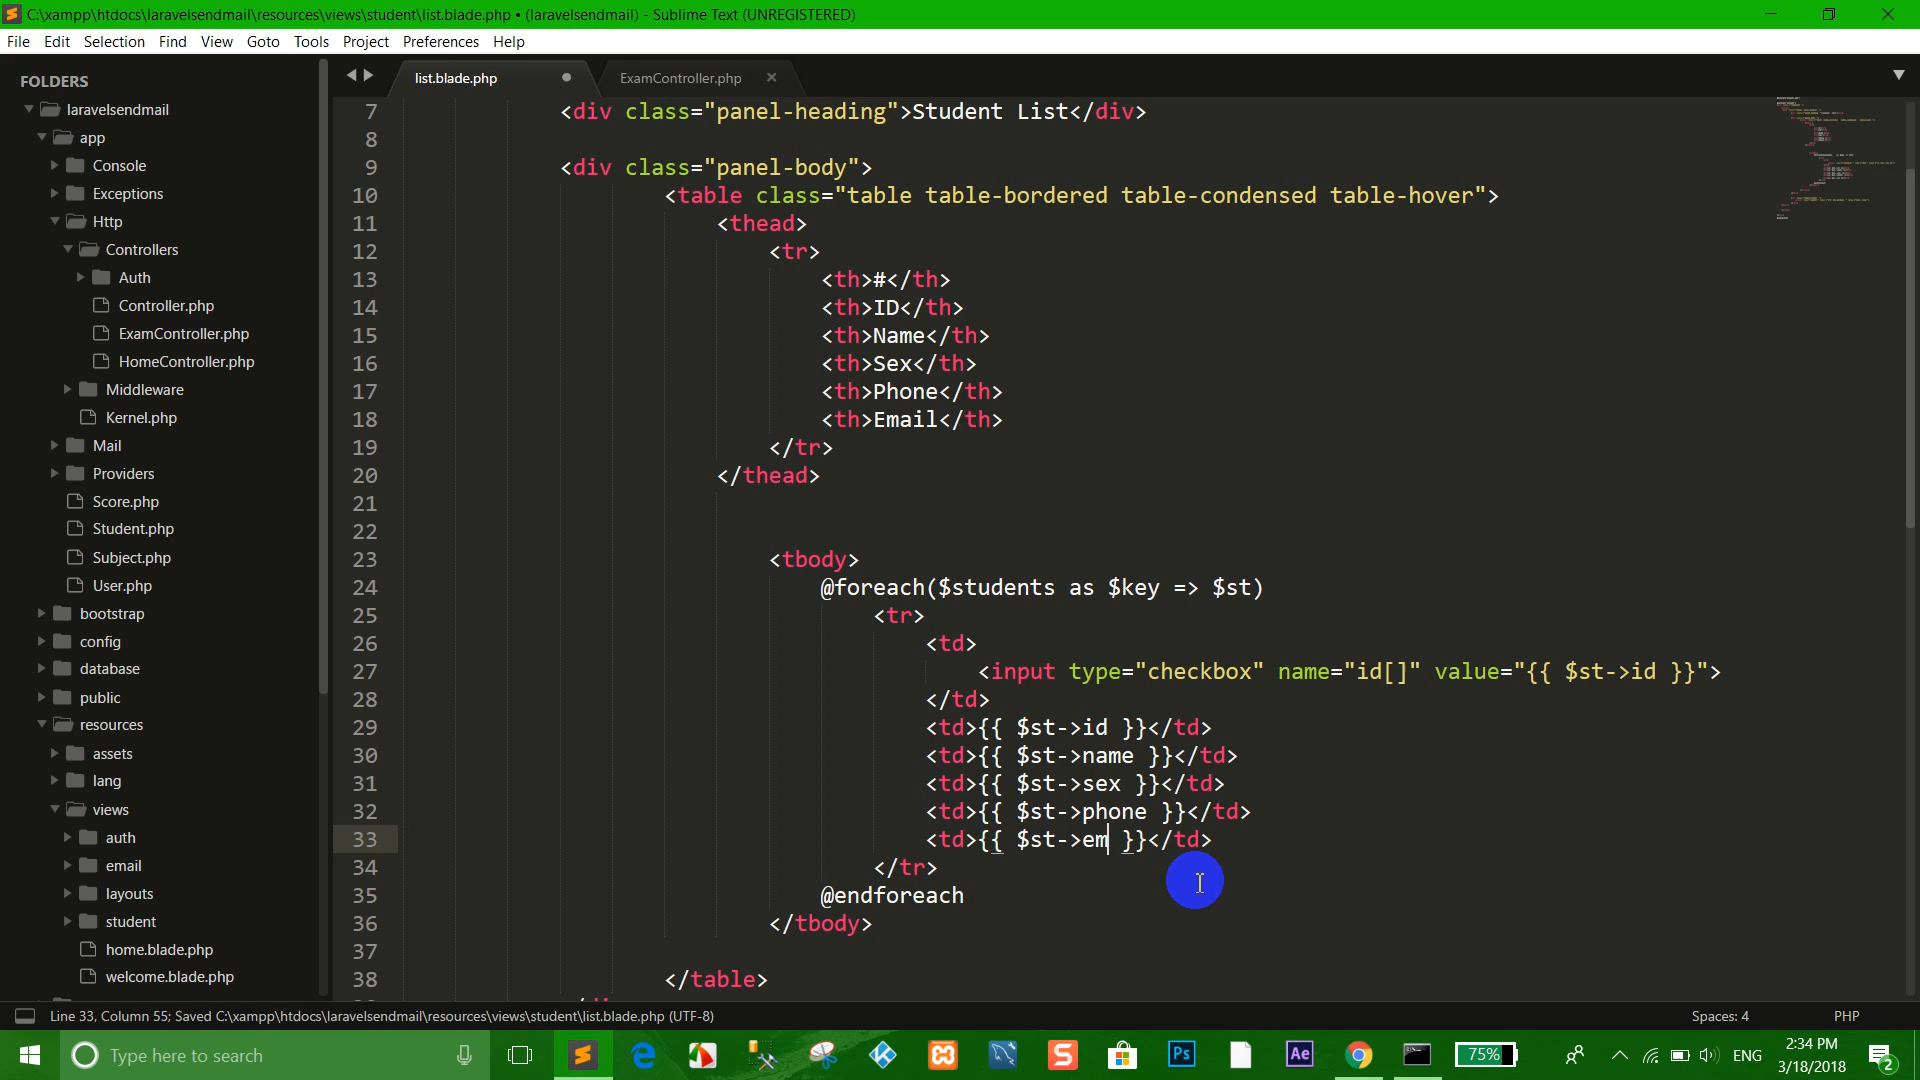 C:\xampp\htdocs\laravelsendmail\resources\views\student\list.blade.php • (laravelsendmail) - Sublime Text (UNREGISTERED)
File Edit Selection Find View Goto Tools Project Preferences Help
FOLDERS
laravelsendmail
app
Console
Exceptions
Http
Controllers
Auth
Controller.php
ExamController.php
HomeController.php
Middleware
Kernel.php
Mail
Providers
Score.php
Student.php
Subject.php
User.php
bootstrap
config
database
public
resources
assets
lang
views
auth
email
layouts
student
home.blade.php
welcome.blade.php
list.blade.php ExamController.php
7 <div class="panel-heading">Student List</div>
8
9 <div class="panel-body">
10 <table class="table table-bordered table-condensed table-hover">
11 <thead>
12 <tr>
13 <th>#</th>
14 <th>ID</th>
15 <th>Name</th>
16 <th>Sex</th>
17 <th>Phone</th>
18 <th>Email</th>
19 </tr>
20 </thead>
21
22
23 <tbody>
24 @foreach($students as $key => $st)
25 <tr>
26 <td>
27 <input type="checkbox" name="id[]" value="{{ $st->id }}">
28 </td>
29 <td>{{ $st->id }}</td>
30 <td>{{ $st->name }}</td>
31 <td>{{ $st->sex }}</td>
32 <td>{{ $st->phone }}</td>
33 <td>{{ $st->em }}</td>
34 </tr>
35 @endforeach
36 </tbody>
37
38 </table>
Line 33, Column 55; Saved C:\xampp\htdocs\laravelsendmail\resources\views\student\list.blade.php (UTF-8) Spaces: 4 PHP
Type here to search
Ps
Ae
75%
ENG
2:34 PM
3/18/2018
2